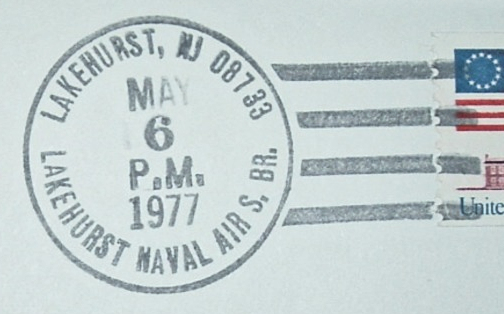 LAKEHURST, NJ 08733
MAY
6
P.M.
1977
LAKEHURST NAVAL AIR S. BR.
Unite